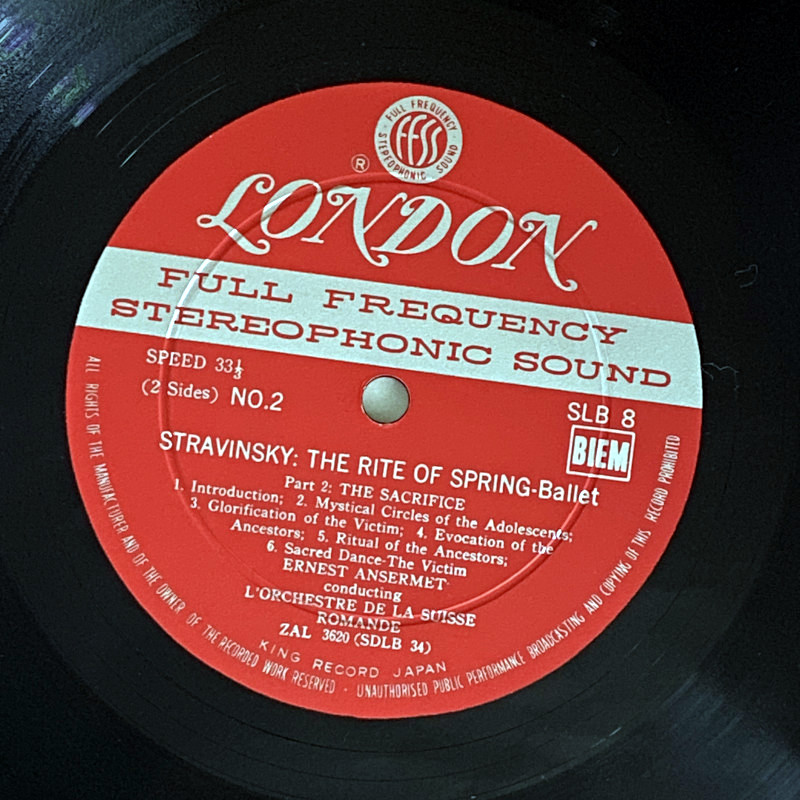 FULL FREQUENCY
FFSS
STEREOPHONIC SOUND
®
LONDON
FULL FREQUENCY
STEREOPHONIC SOUND
SPEED 33⅓
(2 Sides) NO.2
SLB 8
BIEM
STRAVINSKY: THE RITE OF SPRING-Ballet
Part 2: THE SACRIFICE
1. Introduction; 2. Mystical Circles of the Adolescents;
3. Glorification of the Victim; 4. Evocation of the
Ancestors; 5. Ritual of the Ancestors;
6. Sacred Dance-The Victim
ERNEST ANSERMET
conducting
L'ORCHESTRE DE LA SUISSE
ROMANDE
ZAL 3620 (SDLB 34)
KING RECORD JAPAN
ALL RIGHTS OF THE MANUFACTURER AND OF THE OWNER OF THE RECORDED WORK RESERVED · UNAUTHORISED PUBLIC PERFORMANCE BROADCASTING AND COPYING OF THIS RECORD PROHIBITED